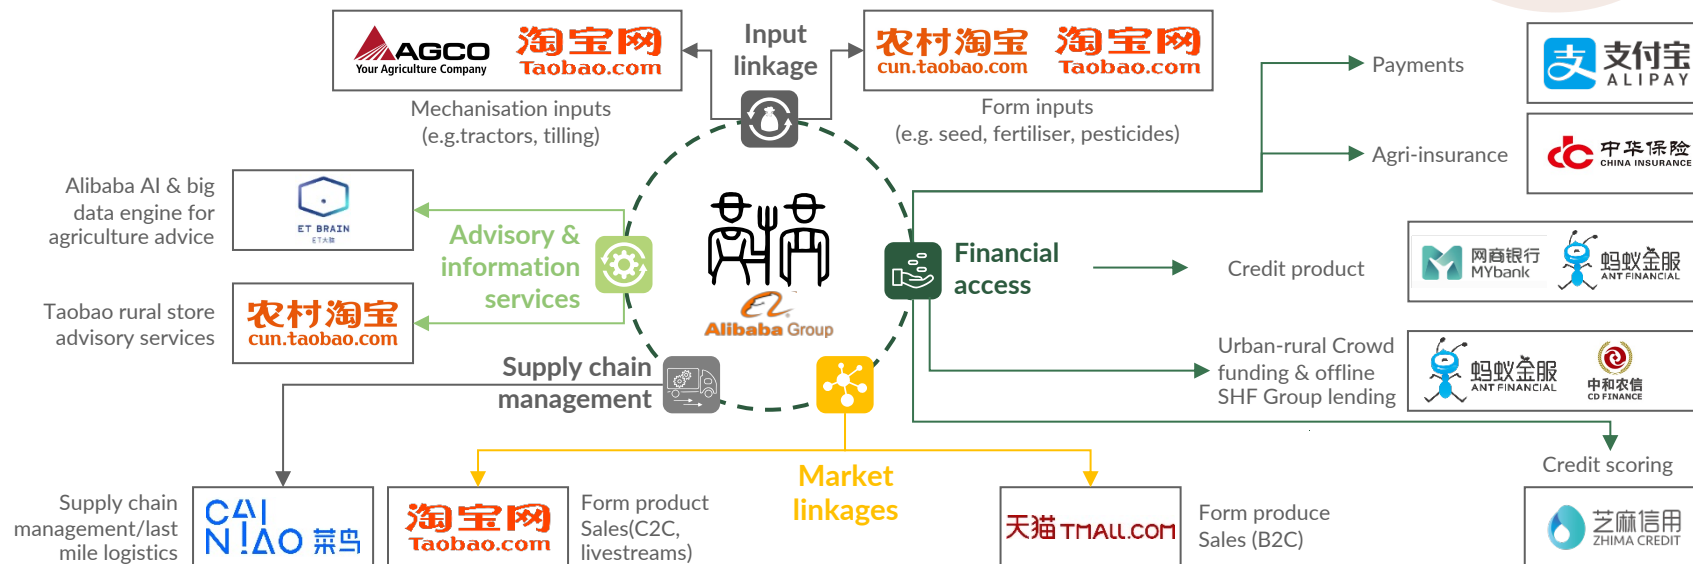 AGCO
Your Agriculture Company
淘宝网
Taobao.com
Mechanisation inputs
(e.g.tractors, tilling)
Input
linkage
农村淘宝
cun.taobao.com
淘宝网
Taobao.com
Form inputs
(e.g. seed, fertiliser, pesticides)
Payments
支
支付宝
ALIPAY
Agri-insurance
中华保险
CHINA INSURANCE
Alibaba AI & big
data engine for
agriculture advice
ET BRAIN
ET大脑
Advisory &
information
services
Taobao rural store
advisory services
农村淘宝
cun.taobao.com
Alibaba Group
Financial
access
Credit product
网商银行
MYbank
蚂蚁金服
ANT FINANCIAL
Urban-rural Crowd
funding & offline
SHF Group lending
蚂蚁金服
ANT FINANCIAL
中和农信
CD FINANCE
Credit scoring
芝麻信用
ZHIMA CREDIT
Supply chain
management
Supply chain
management/last
mile logistics
CAI
NIAO 菜鸟
Market
linkages
淘宝网
Taobao.com
Form product
Sales(C2C,
livestreams)
天猫 TMALL.COM
Form produce
Sales (B2C)